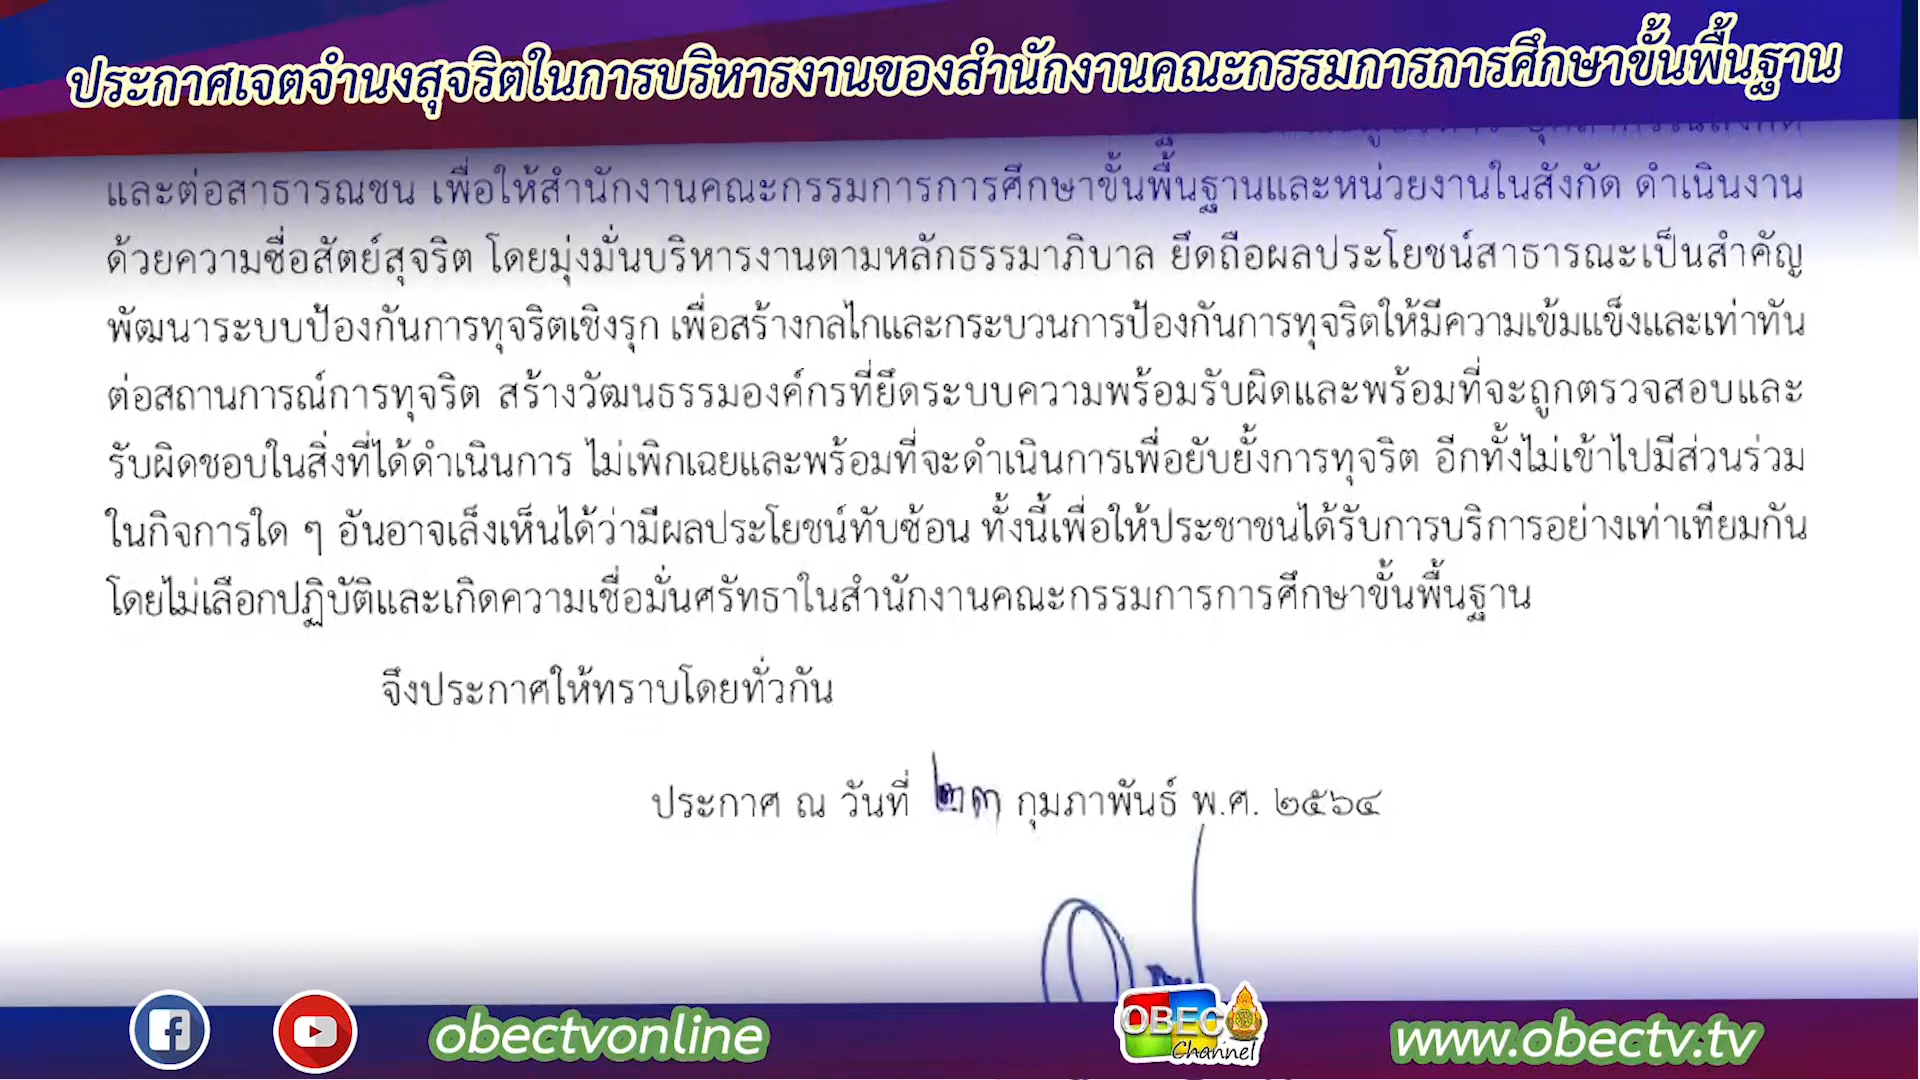 ประกาศเจตจำนงสุจริตในการบริหารงานของสำนักงานคณะกรรมการการศึกษาขั้นพื้นฐาน
และต่อสาธารณชน เพื่อให้สำนักงานคณะกรรมการการศึกษาขั้นพื้นฐานและหน่วยงานในสังกัด ดำเนินงาน
ด้วยความซื่อสัตย์สุจริต โดยมุ่งมั่นบริหารงานตามหลักธรรมาภิบาล ยึดถือผลประโยชน์สาธารณะเป็นสำคัญ
พัฒนาระบบป้องกันการทุจริตเชิงรุก เพื่อสร้างกลไกและกระบวนการป้องกันการทุจริตให้มีความเข้มแข็งและเท่าทัน
ต่อสถานการณ์การทุจริต สร้างวัฒนธรรมองค์กรที่ยึดระบบความพร้อมรับผิดและพร้อมที่จะถูกตรวจสอบและ
รับผิดชอบในสิ่งที่ได้ดำเนินการ ไม่เพิกเฉยและพร้อมที่จะดำเนินการเพื่อยับยั้งการทุจริต อีกทั้งไม่เข้าไปมีส่วนร่วม
ในกิจการใด ๆ อันอาจเล็งเห็นได้ว่ามีผลประโยชน์ทับซ้อน ทั้งนี้เพื่อให้ประชาชนได้รับการบริการอย่างเท่าเทียมกัน
โดยไม่เลือกปฏิบัติและเกิดความเชื่อมั่นศรัทธาในสำนักงานคณะกรรมการการศึกษาขั้นพื้นฐาน
จึงประกาศให้ทราบโดยทั่วกัน
ประกาศ ณ วันที่ ๒๓ กุมภาพันธ์ พ.ศ. ๒๕๖๔
obectvonline
OBEC
Channel
www.obectv.tv